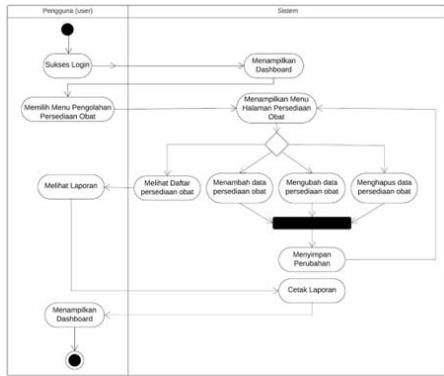 Pengguna (user)
Sistem
Sukses Login
Menampilkan
Dashboard
Memilih Menu Pengolahan
Persediaan Obat
Menampilkan Menu
Halaman Persediaan
Obat
Melihat Laporan
Melihat Daftar
persediaan obat
Menambah data
persediaan obat
Mengubah data
persediaan obat
Menghapus data
persediaan obat
Menyimpan
Perubahan
Cetak Laporan
Menampilkan
Dashboard